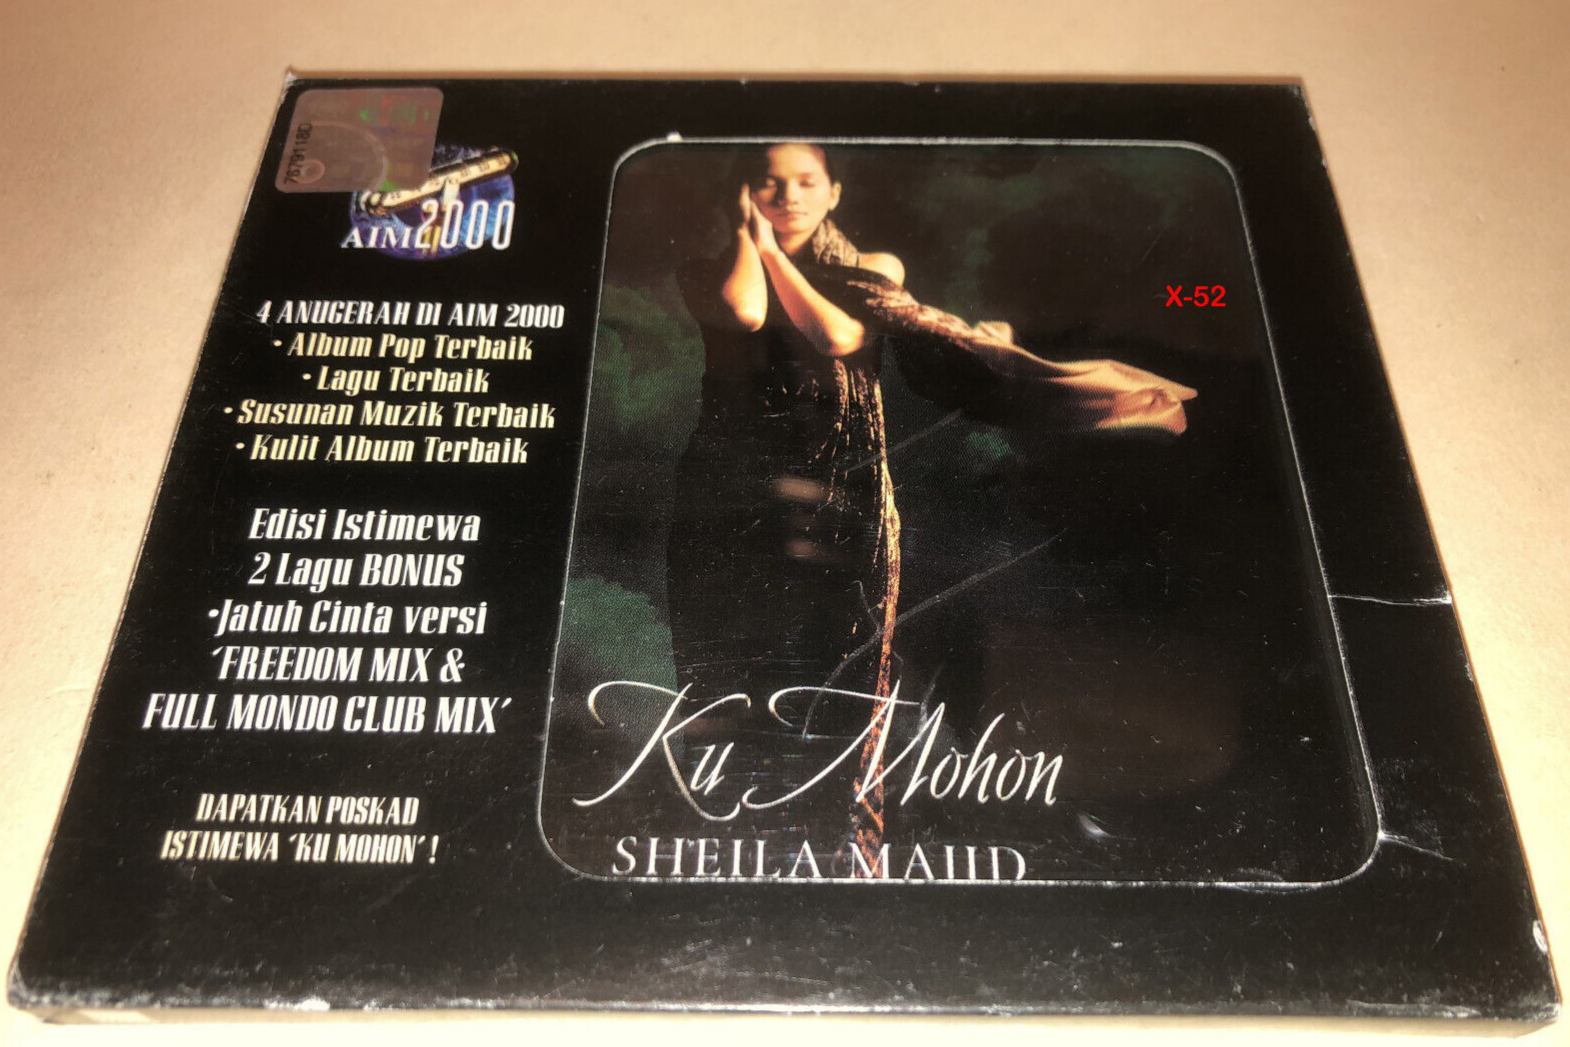 7679118D
AIM 2000
4 ANUGERAH DI AIM 2000
• Album Pop Terbaik
• Lagu Terbaik
• Susunan Muzik Terbaik
• Kulit Album Terbaik
Edisi Istimewa
2 Lagu BONUS
•Jatuh Cinta versi
'FREEDOM MIX &
FULL MONDO CLUB MIX'
DAPATKAN POSKAD
ISTIMEWA 'KU MOHON' !
X-52
Ku Mohon
SHEILA MAJID